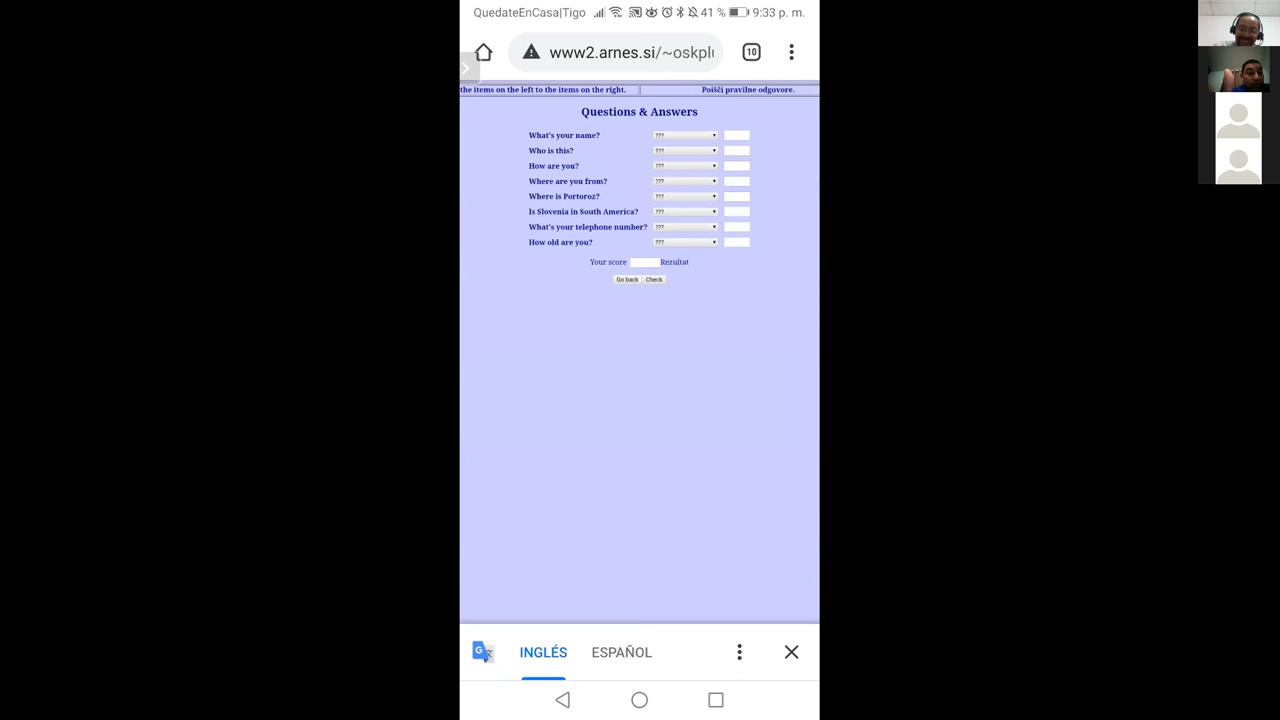 QuedateEnCasa|Tigo 41 % 9:33 p. m.
www2.arnes.si/~oskplu
10
the items on the left to the items on the right. Poišči pravilne odgovore.
Questions & Answers
What's your name? ???
Who is this? ???
How are you? ???
Where are you from? ???
Where is Portoroz? ???
Is Slovenia in South America? ???
What's your telephone number? ???
How old are you? ???
Your score Rezultat
Go back Check
INGLÉS ESPAÑOL